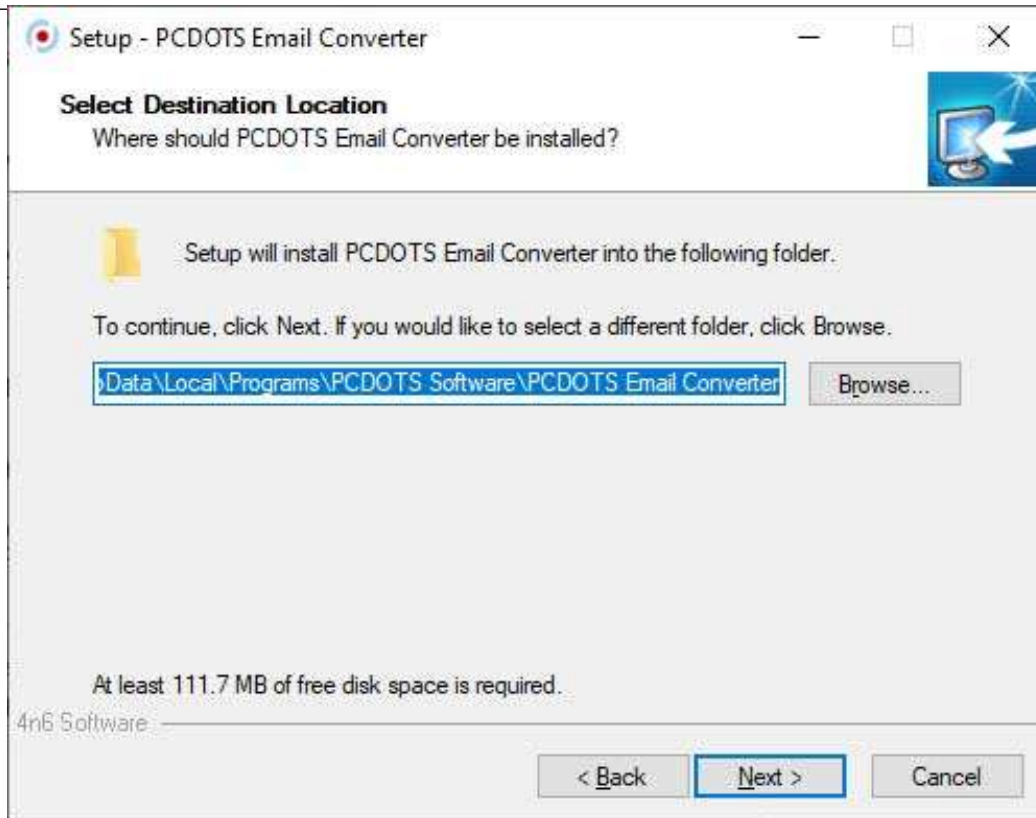 Setup - PCDOTS Email Converter
Select Destination Location
Where should PCDOTS Email Converter be installed?
Setup will install PCDOTS Email Converter into the following folder.
To continue, click Next. If you would like to select a different folder, click Browse.
Data\Local\Programs\PCDOTS Software\PCDOTS Email Converter
Browse...
At least 111.7 MB of free disk space is required.
4n6 Software
< Back
Next >
Cancel